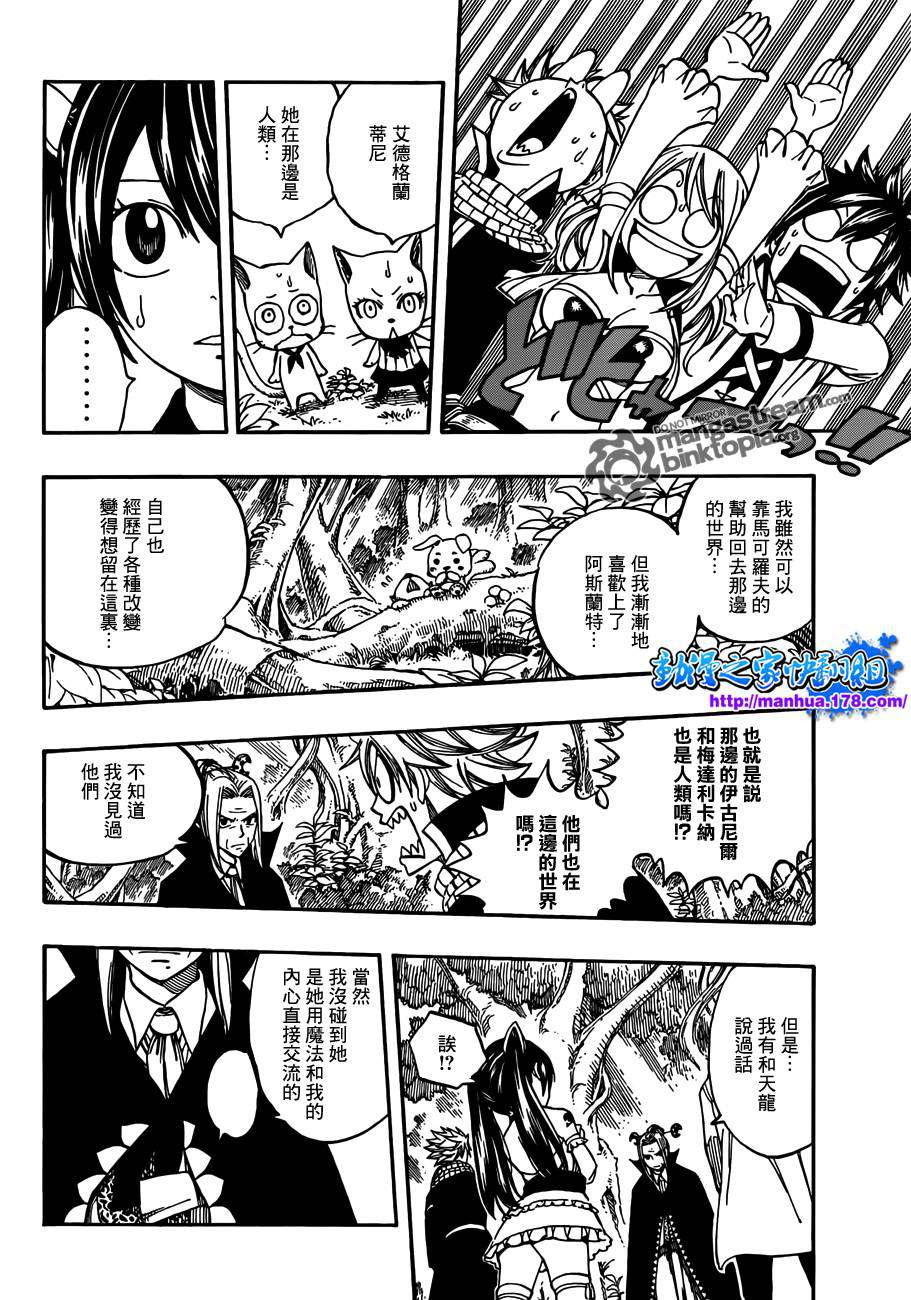 ど ど ゃ っ!!
艾德格蘭
蒂尼
她在那邊是
人類…
……
DO NOT MIRROR
mangastream.com
binktopia.org
我雖然可以
靠馬可羅夫的
幫助回去那邊
的世界…
但我漸漸地
喜歡上了
阿斯蘭特…
自己也
經歷了各種改變
變得想留在這裏…
動漫之家汉化組
http://manhua.178.com/
也就是說
那邊的伊古尼爾
和梅達利卡納
也是人類嗎!?
他們也在
這邊的世界
嗎!?
不知道
我沒見過
他們
但是…
我有和天龍
說過話
誒!?
當然
我沒碰到她
是她用魔法和我的
內心直接交流的